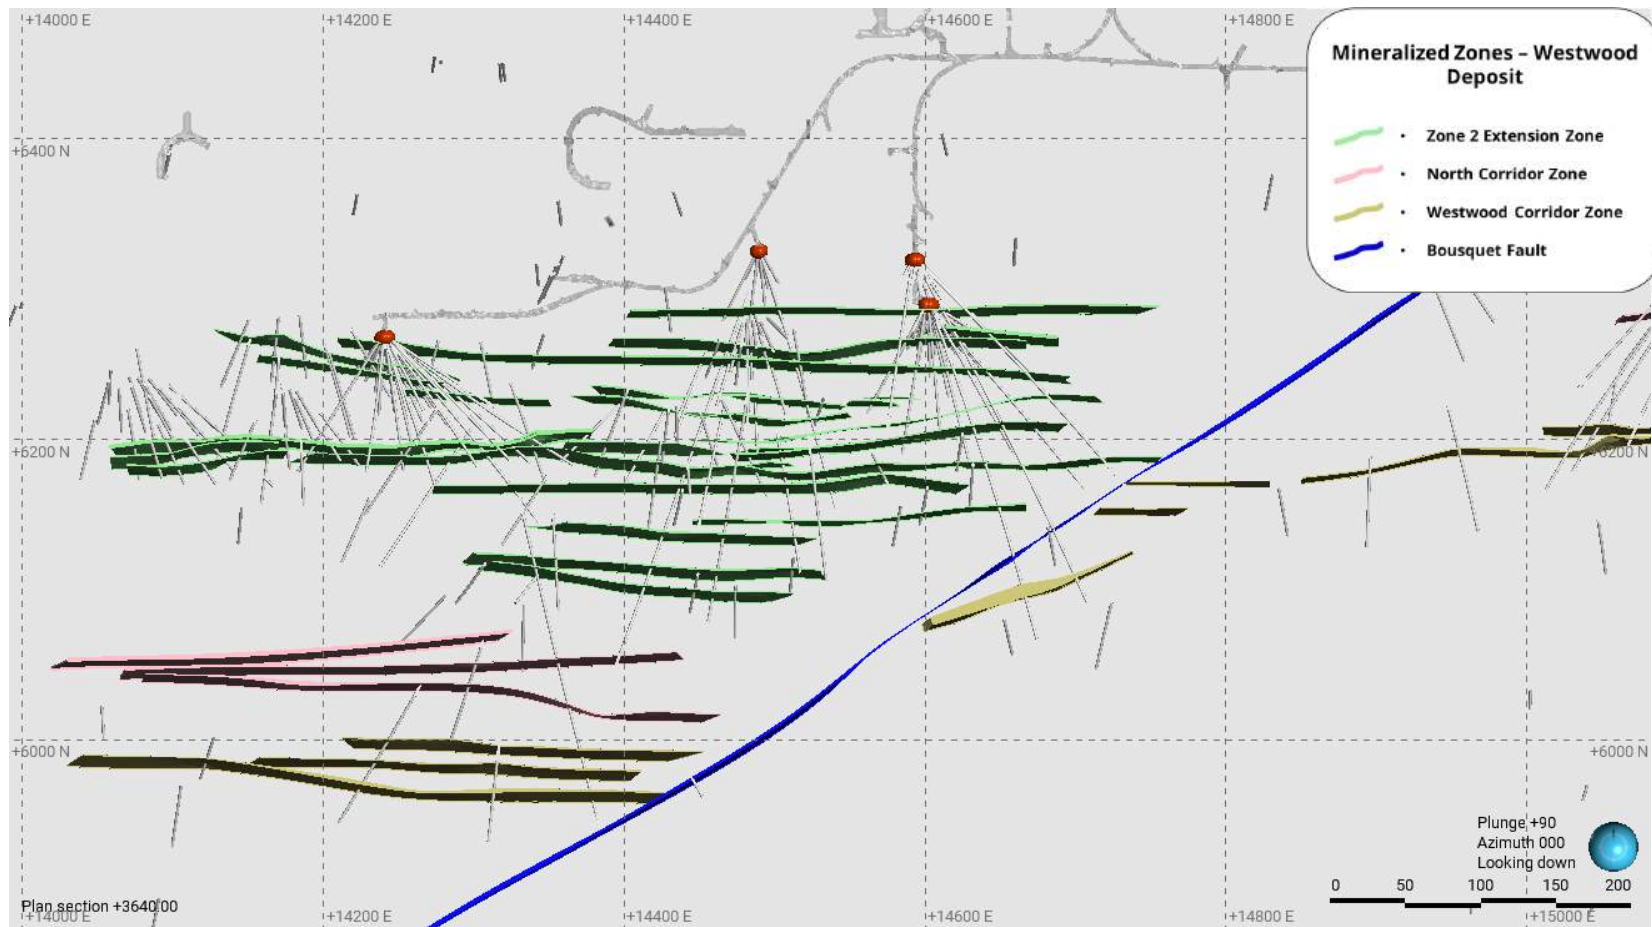 +14000 E
+14200 E
+14400 E
+14600 E
+14800 E
Mineralized Zones – Westwood
Deposit
• Zone 2 Extension Zone
• North Corridor Zone
• Westwood Corridor Zone
• Bousquet Fault
+6400 N
+6200 N
+6200 N
+6000 N
+6000 N
Plunge +90
Azimuth 000
Looking down
0 50 100 150 200
Plan section +3640.00
+14000 E
+14200 E
+14400 E
+14600 E
+14800 E
+15000 E